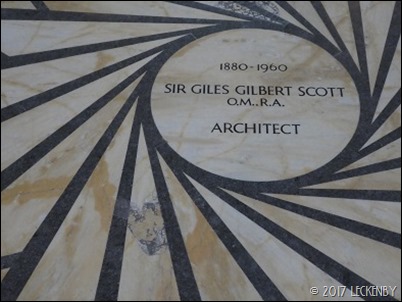 1880-1960
SIR GILES GILBERT SCOTT
O.M..R.A.
ARCHITECT
© 2017 LECKENBY